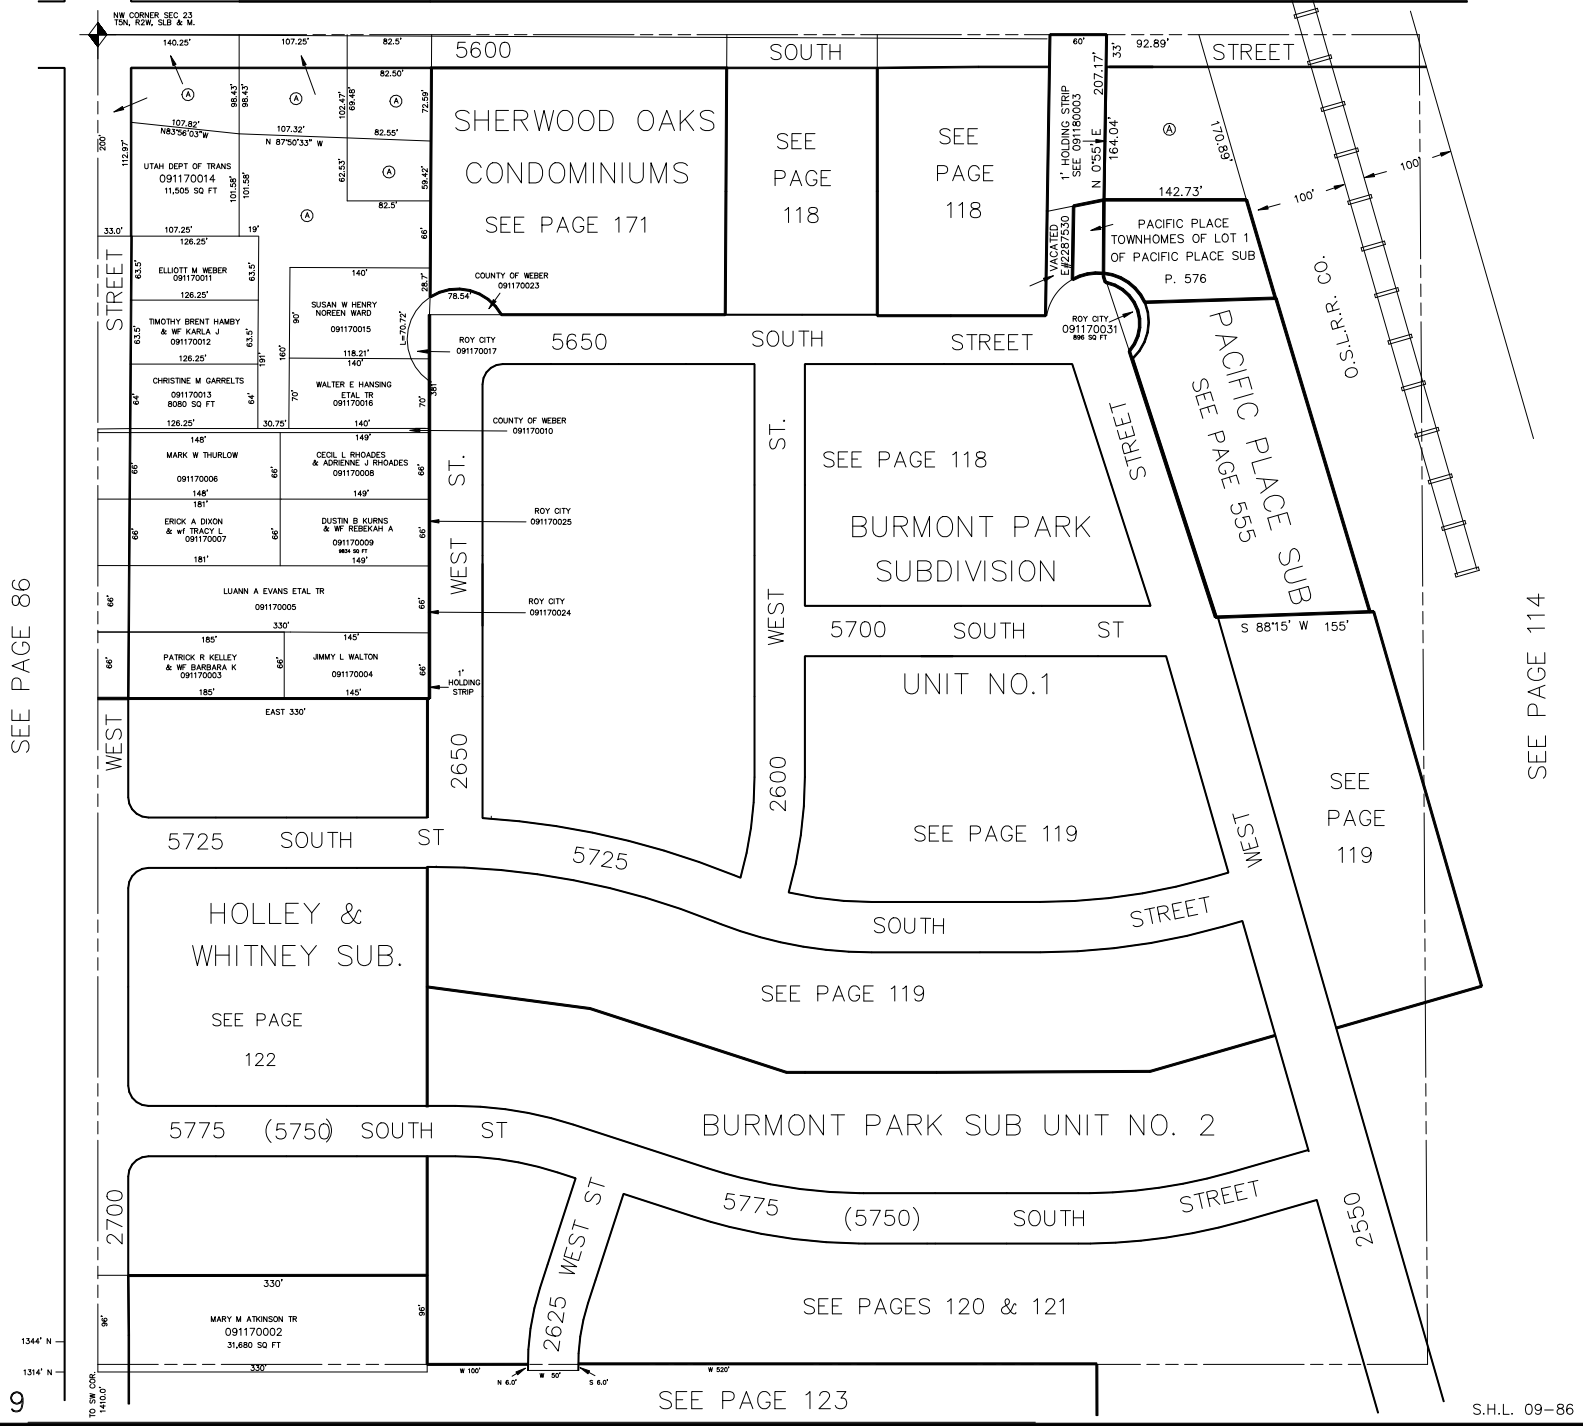 NW CORNER SEC 23
T5N, R2W, SLB & M.
5600 SOUTH STREET
140.25'
107.25'
82.5'
82.50'
98.43'
98.43'
102.47'
69.48'
72.59'
A
A
A
A
A
A
107.82'
N83°56'03"W
107.32'
N 87°50'33" W
82.55'
200'
112.97'
UTAH DEPT OF TRANS
091170014
11,505 SQ FT
101.58'
101.58'
62.53'
59.42'
82.5'
33.0'
107.25'
19'
66'
126.25'
63.5'
ELLIOTT M WEBER
091170011
63.5'
126.25'
140'
28.7'
78.54'
COUNTY OF WEBER
091170023
TIMOTHY BRENT HAMBY
& WF KARLA J
091170012
63.5'
63.5'
191'
126.25'
SUSAN W HENRY
NOREEN WARD
091170015
90'
160'
118.21'
140'
L=70.72'
ROY CITY
091170017
381'
CHRISTINE M GARRELTS
091170013
8080 SQ FT
64'
64'
126.25'
30.75'
WALTER E HANSING
ETAL TR
091170016
70'
70'
140'
COUNTY OF WEBER
091170010
148'
MARK W THURLOW
091170006
66'
66'
148'
149'
CECIL L RHOADES
& ADRIENNE J RHOADES
091170008
66'
149'
181'
ERICK A DIXON
& wf TRACY L
091170007
66'
66'
181'
DUSTIN B KURNS
& WF REBEKAH A
091170009
9834 SQ FT
66'
149'
ROY CITY
091170025
LUANN A EVANS ETAL TR
091170005
66'
66'
330'
ROY CITY
091170024
185'
PATRICK R KELLEY
& WF BARBARA K
091170003
66'
66'
185'
145'
JIMMY L WALTON
091170004
66'
145'
1'
HOLDING
STRIP
EAST 330'
SHERWOOD OAKS
CONDOMINIUMS
SEE PAGE 171
SEE
PAGE
118
SEE
PAGE
118
60'
33'
92.89'
207.17'
1' HOLDING STRIP
SEE 091180003
N 0°55' E
164.04'
170.89'
142.73'
100'
100'
VACATED
E#2287530
PACIFIC PLACE
TOWNHOMES OF LOT 1
OF PACIFIC PLACE SUB
P. 576
ROY CITY
091170031
896 SQ FT
O.S.L.R.R. CO.
PACIFIC PLACE SUB
SEE PAGE 555
S 88°15' W 155'
5650 SOUTH STREET
STREET
WEST
2700
ST.
WEST
2650
ST.
WEST
2600
STREET
WEST
2550
SEE PAGE 118
BURMONT PARK
SUBDIVISION
5700 SOUTH ST
UNIT NO.1
SEE PAGE 119
SEE
PAGE
119
SEE PAGE 86
SEE PAGE 114
5725 SOUTH ST
5725 SOUTH STREET
HOLLEY &
WHITNEY SUB.
SEE PAGE
122
SEE PAGE 119
5775 (5750) SOUTH ST
BURMONT PARK SUB UNIT NO. 2
5775 (5750) SOUTH STREET
2625 WEST ST
SEE PAGES 120 & 121
330'
MARY M ATKINSON TR
091170002
31,680 SQ FT
96'
96'
330'
1344' N
1314' N
TO SW COR.
1410.0'
W 100'
N 6.0'
W 50'
S 6.0'
W 520'
SEE PAGE 123
9
S.H.L. 09-86